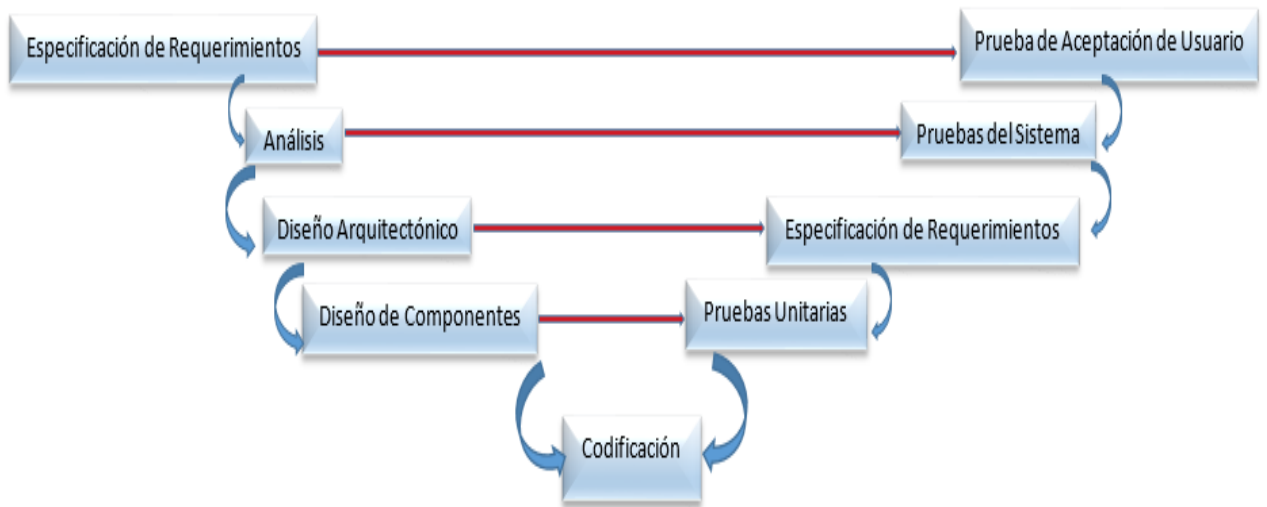 Especificación de Requerimientos
Prueba de Aceptación de Usuario
Análisis
Pruebas del Sistema
Diseño Arquitectónico
Especificación de Requerimientos
Diseño de Componentes
Pruebas Unitarias
Codificación